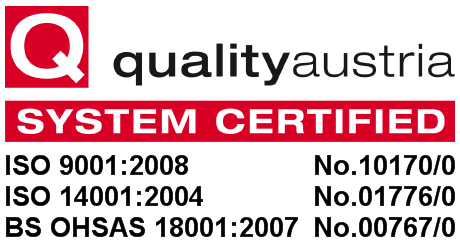 Q qualityaustria
SYSTEM CERTIFIED
ISO 9001:2008 No.10170/0
ISO 14001:2004 No.01776/0
BS OHSAS 18001:2007 No.00767/0